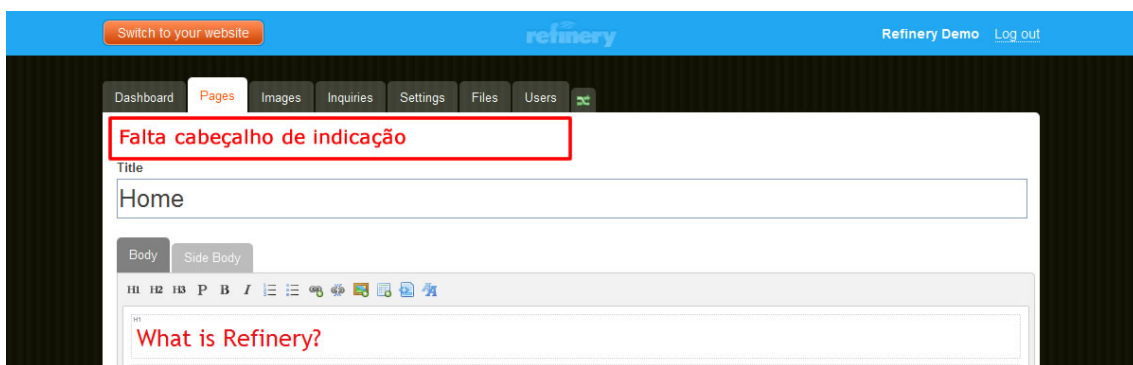 Switch to your website refinery Refinery Demo Log out
Dashboard Pages Images Inquiries Settings Files Users
Falta cabeçalho de indicação
Title
Home
Body Side Body
H1 H2 H3 P B I
H1
What is Refinery?